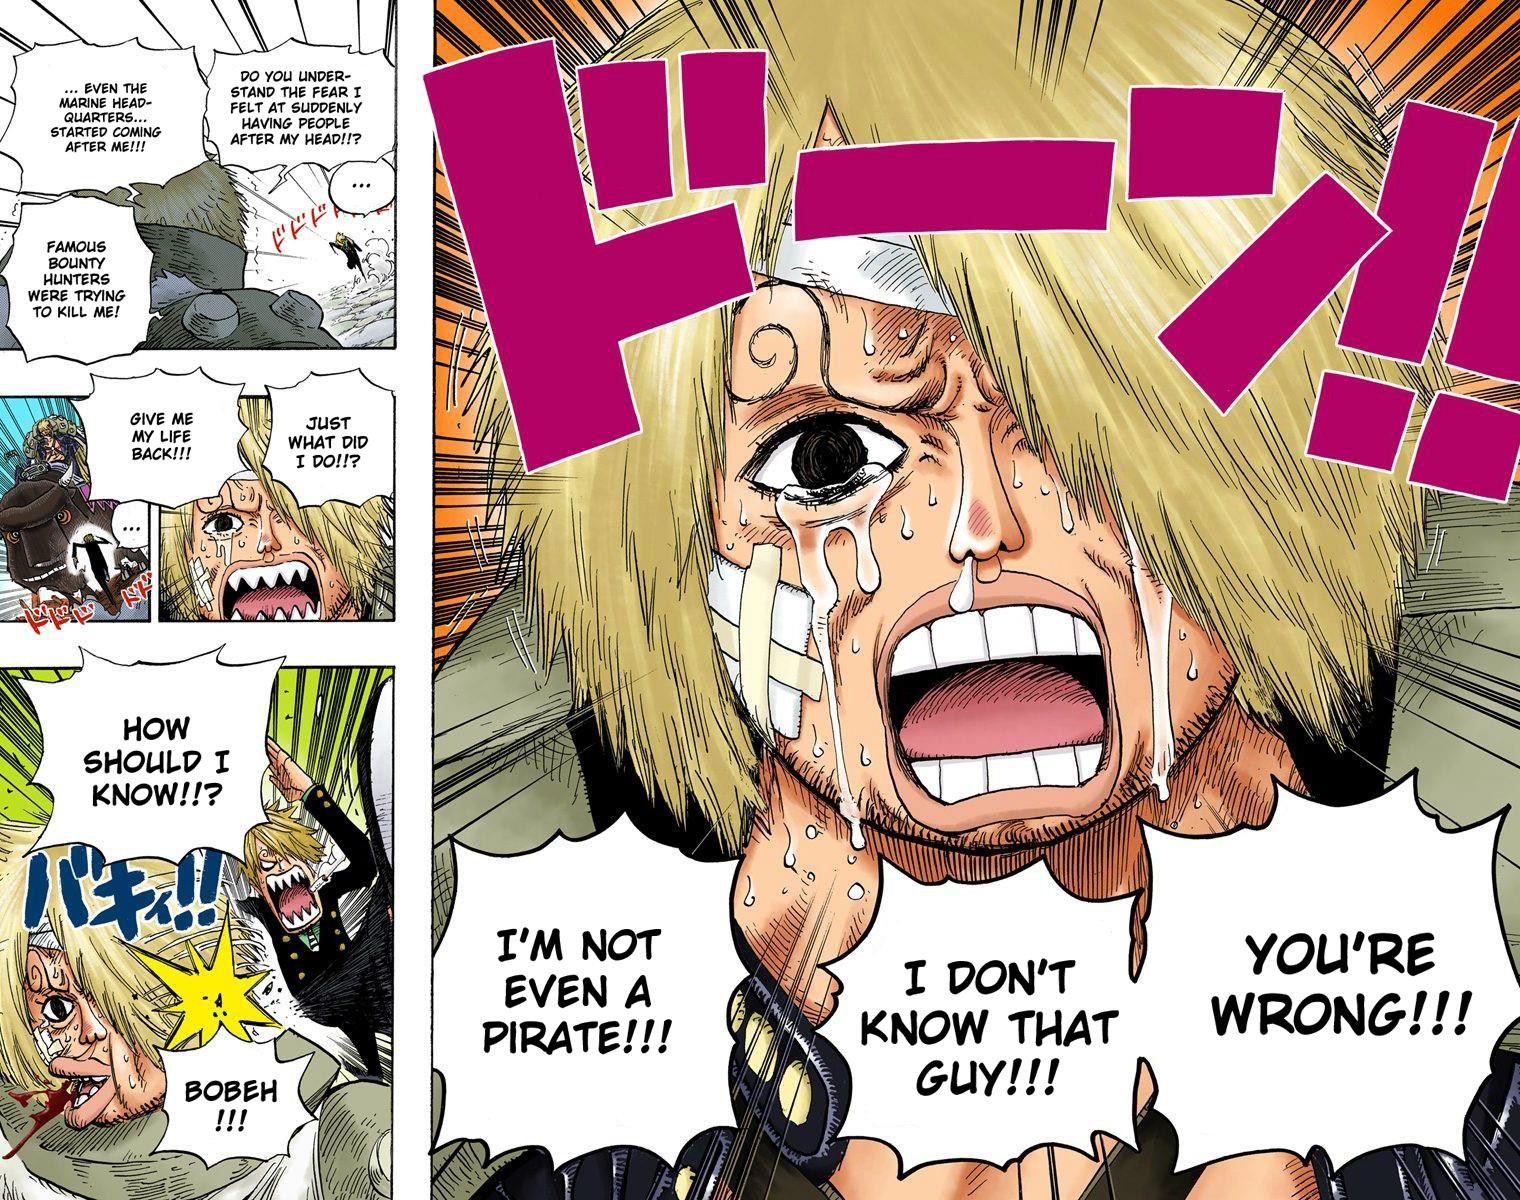 ドーン!!
YOU'RE
WRONG!!!
I DON'T
KNOW THAT
GUY!!!
I'M NOT
EVEN A
PIRATE!!!
DO YOU UNDER-
STAND THE FEAR I
FELT AT SUDDENLY
HAVING PEOPLE
AFTER MY HEAD!!?
...
ドドドドド
... EVEN THE
MARINE HEAD-
QUARTERS...
STARTED COMING
AFTER ME!!!
FAMOUS
BOUNTY
HUNTERS
WERE TRYING
TO KILL ME!
JUST
WHAT DID
I DO!!?
GIVE ME
MY LIFE
BACK!!!
...
ドド
ドドド
HOW
SHOULD I
KNOW!!?
バキィ!!
BOBEH
!!!